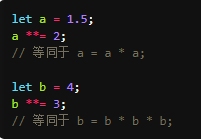 let a = 1.5;
a **= 2;
// 等同于 a = a * a;
let b = 4;
b **= 3;
// 等同于 b = b * b * b;